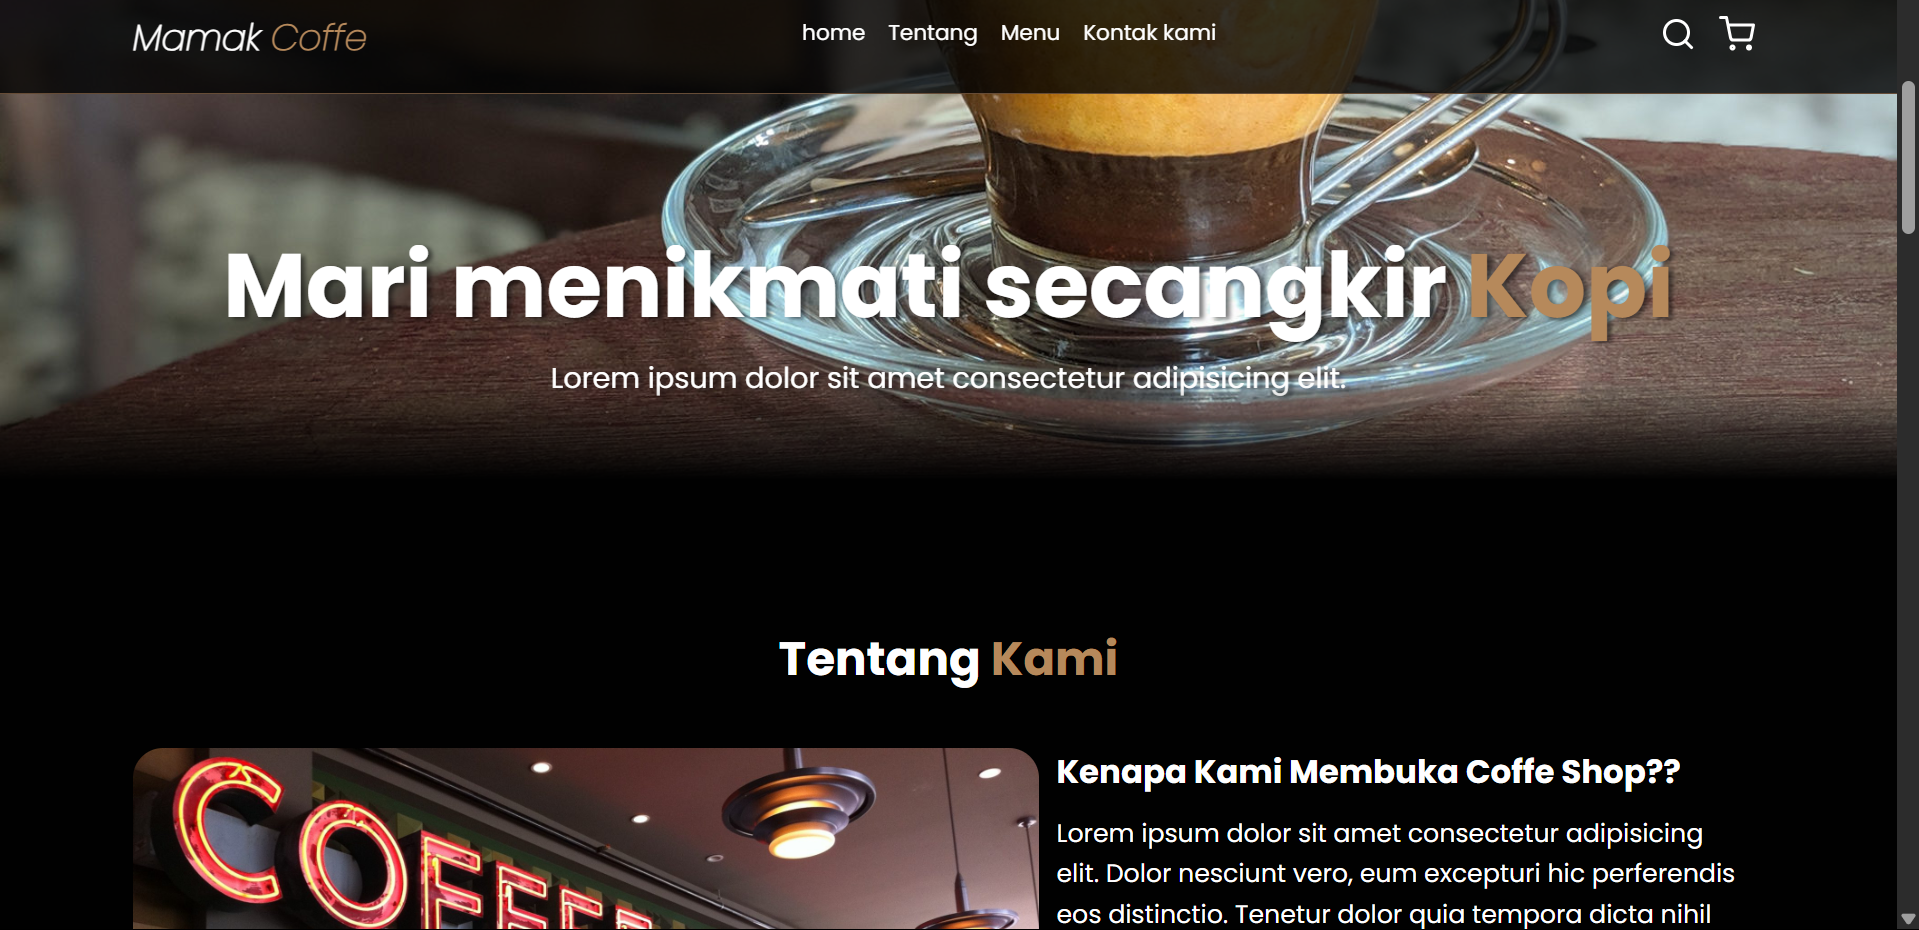 Mamak Coffe
home Tentang Menu Kontak kami
Mari menikmati secangkir Kopi
Lorem ipsum dolor sit amet consectetur adipisicing elit.
Tentang Kami
COFFEE
Kenapa Kami Membuka Coffe Shop??
Lorem ipsum dolor sit amet consectetur adipisicing
elit. Dolor nesciunt vero, eum excepturi hic perferendis
eos distinctio. Tenetur dolor quia tempora dicta nihil